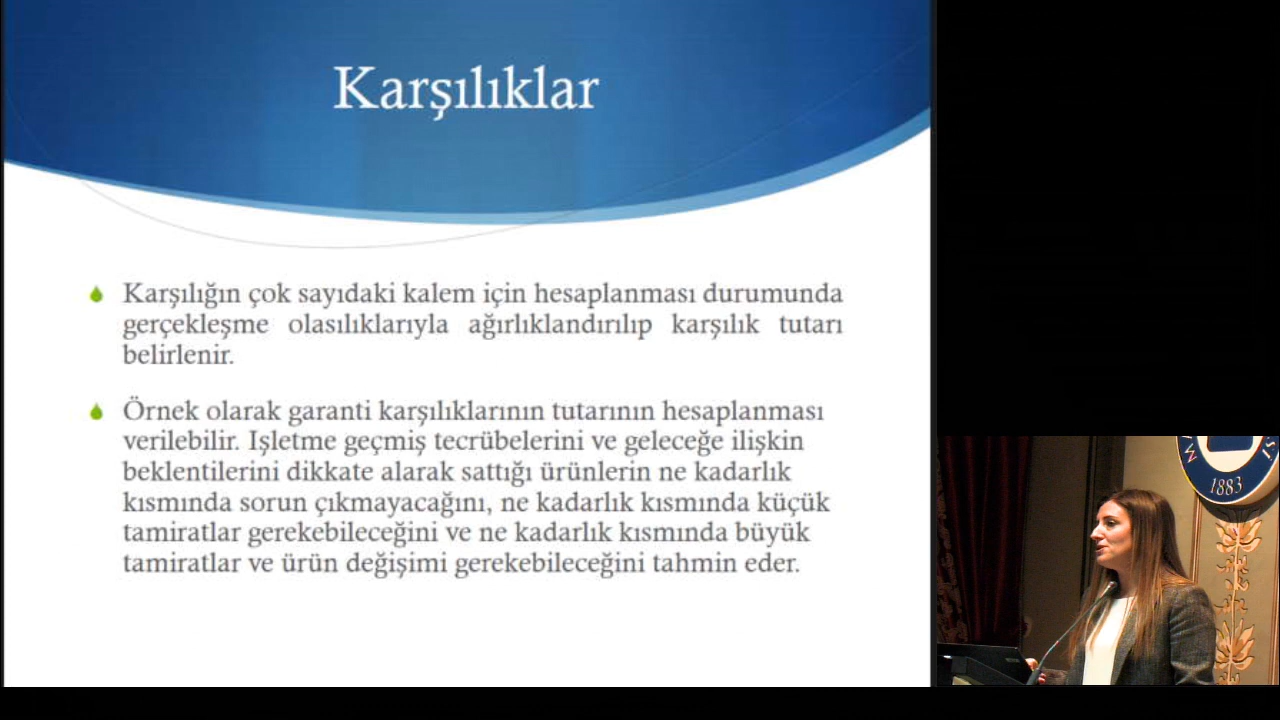 Karşılıklar
Karşılığın çok sayıdaki kalem için hesaplanması durumunda
gerçekleşme olasılıklarıyla ağırlıklandırılıp karşılık tutarı
belirlenir.
Örnek olarak garanti karşılıklarının tutarının hesaplanması
verilebilir. Işletme geçmiş tecrübelerini ve geleceğe ilişkin
beklentilerini dikkate alarak sattığı ürünlerin ne kadarlık
kısmında sorun çıkmayacağını, ne kadarlık kısmında küçük
tamiratlar gerekebileceğini ve ne kadarlık kısmında büyük
tamiratlar ve ürün değişimi gerekebileceğini tahmin eder.
1883